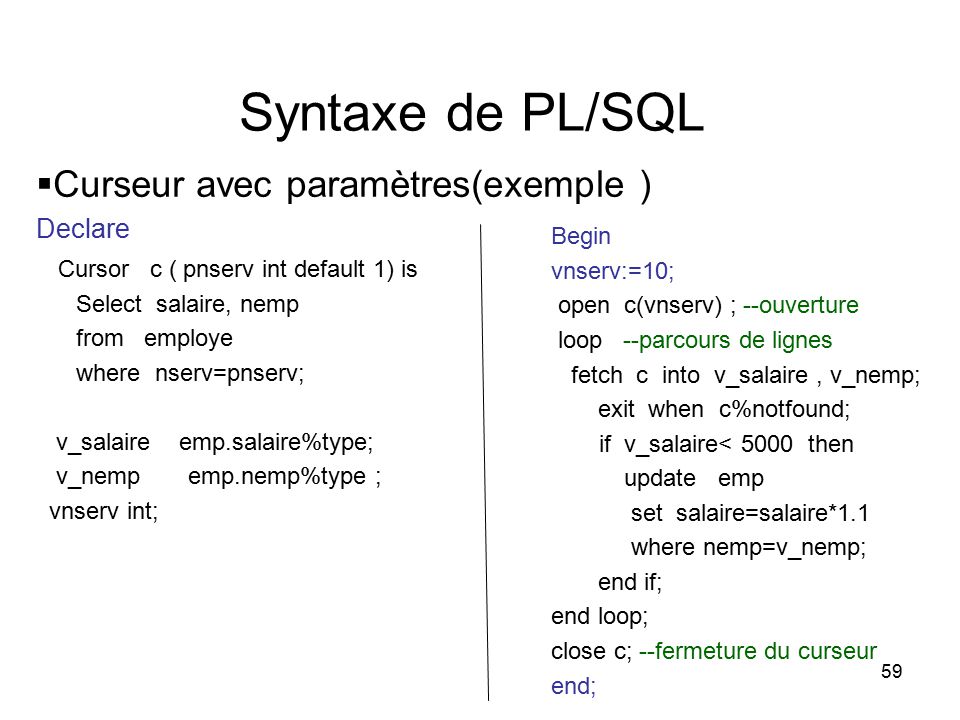 Syntaxe de PL/SQL
▪Curseur avec paramètres(exemple )
Declare
Cursor c ( pnserv int default 1) is
Select salaire, nemp
from employe
where nserv=pnserv;
v_salaire emp.salaire%type;
v_nemp emp.nemp%type ;
vnserv int;
Begin
vnserv:=10;
open c(vnserv) ; --ouverture
loop --parcours de lignes
fetch c into v_salaire , v_nemp;
exit when c%notfound;
if v_salaire< 5000 then
update emp
set salaire=salaire*1.1
where nemp=v_nemp;
end if;
end loop;
close c; --fermeture du curseur
end;
59